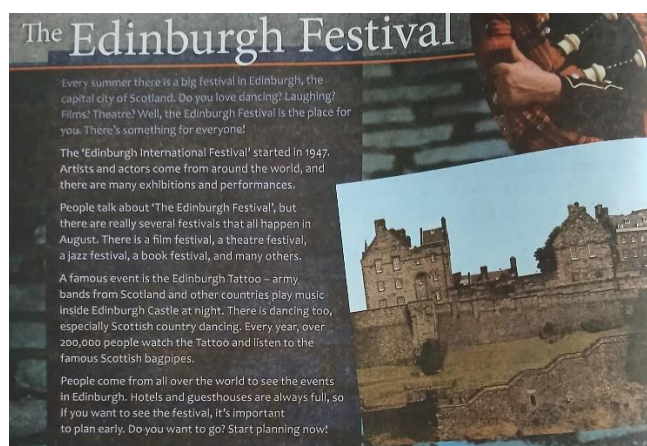 The Edinburgh Festival
Every summer there is a big festival in Edinburgh, the
capital city of Scotland. Do you love dancing? Laughing?
Films? Theatre? Well, the Edinburgh Festival is the place for
you. There's something for everyone!
The 'Edinburgh International Festival' started in 1947.
Artists and actors come from around the world, and
there are many exhibitions and performances.
People talk about 'The Edinburgh Festival', but
there are really several festivals that all happen in
August. There is a film festival, a theatre festival,
a jazz festival, a book festival, and many others.
A famous event is the Edinburgh Tattoo – army
bands from Scotland and other countries play music
inside Edinburgh Castle at night. There is dancing too,
especially Scottish country dancing. Every year, over
200,000 people watch the Tattoo and listen to the
famous Scottish bagpipes.
People come from all over the world to see the events
in Edinburgh. Hotels and guesthouses are always full, so
if you want to see the festival, it's important
to plan early. Do you want to go? Start planning now!